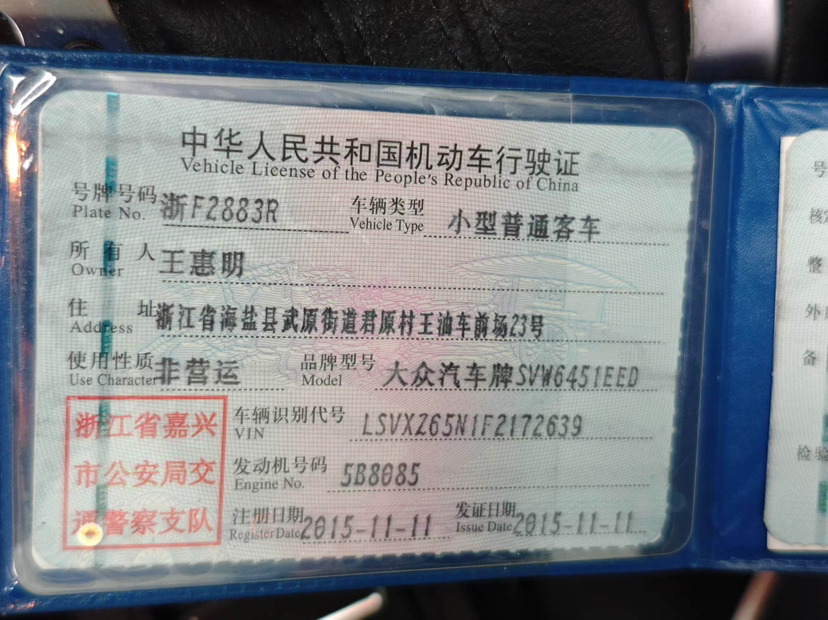 中华人民共和国机动车行驶证
Vehicle License of the People's Republic of China
号牌号码 浙F2883R 车辆类型 小型普通客车
Plate No. Vehicle Type
所有人 王惠明
Owner
住址 浙江省海盐县武原街道君原村王油车前场23号
Address
使用性质 非营运 品牌型号 大众汽车牌SVW6451EED
Use Character Model
浙江省嘉兴
市公安局交
通警察支队
车辆识别代号 LSVXZ65N1F2172639
VIN
发动机号码 5B8085
Engine No.
注册日期 2015-11-11 发证日期 2015-11-11
Register Date Issue Date
号
核
整
外
备
检验